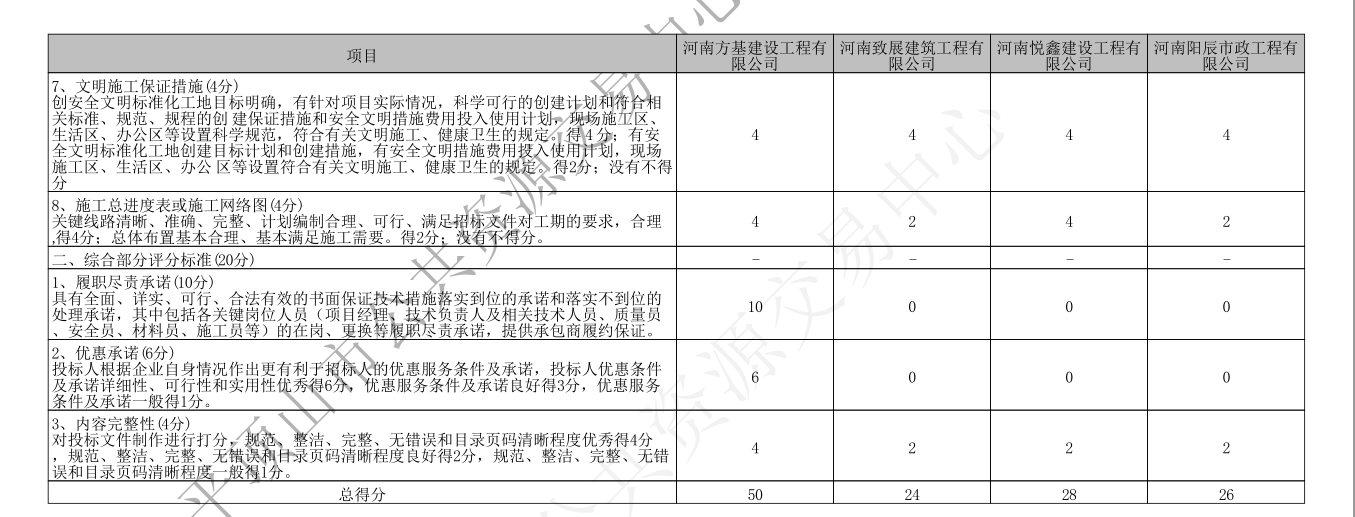 项目
河南方基建设工程有
限公司
河南致展建筑工程有
限公司
河南悦鑫建设工程有
限公司
河南阳辰市政工程有
限公司
7、文明施工保证措施(4分)
创安全文明标准化工地目标明确，有针对项目实际情况，科学可行的创建计划和符合相
关标准、规范、规程的创 建保证措施和安全文明措施费用投入使用计划，现场施工区、
生活区、办公区等设置科学规范，符合有关文明施工、健康卫生的规定。得4 分；有安
全文明标准化工地创建目标计划和创建措施，有安全文明措施费用投入使用计划，现场
施工区、生活区、办公 区等设置符合有关文明施工、健康卫生的规定。得2分；没有不得
分
4
4
4
4
8、施工总进度表或施工网络图(4分)
关键线路清晰、准确、完整、计划编制合理、可行、满足招标文件对工期的要求，合理
,得4分；总体布置基本合理、基本满足施工需要。得2分；没有不得分。
4
2
4
2
二、综合部分评分标准(20分)
–
–
–
–
1、履职尽责承诺(10分)
具有全面、详实、可行、合法有效的书面保证技术措施落实到位的承诺和落实不到位的
处理承诺，其中包括各关键岗位人员（项目经理、技术负责人及相关技术人员、质量员
、安全员、材料员、施工员等）的在岗、更换等履职尽责承诺，提供承包商履约保证。
10
0
0
0
2、优惠承诺(6分)
投标人根据企业自身情况作出更有利于招标人的优惠服务条件及承诺，投标人优惠条件
及承诺详细性、可行性和实用性优秀得6分，优惠服务条件及承诺良好得3分，优惠服务
条件及承诺一般得1分。
6
0
0
0
3、内容完整性(4分)
对投标文件制作进行打分，规范、整洁、完整、无错误和目录页码清晰程度优秀得4分
，规范、整洁、完整、无错误和目录页码清晰程度良好得2分，规范、整洁、完整、无错
误和目录页码清晰程度一般得1分。
4
2
2
2
总得分
50
24
28
26
平顶山市公共资源交易中心
公共资源交易中心